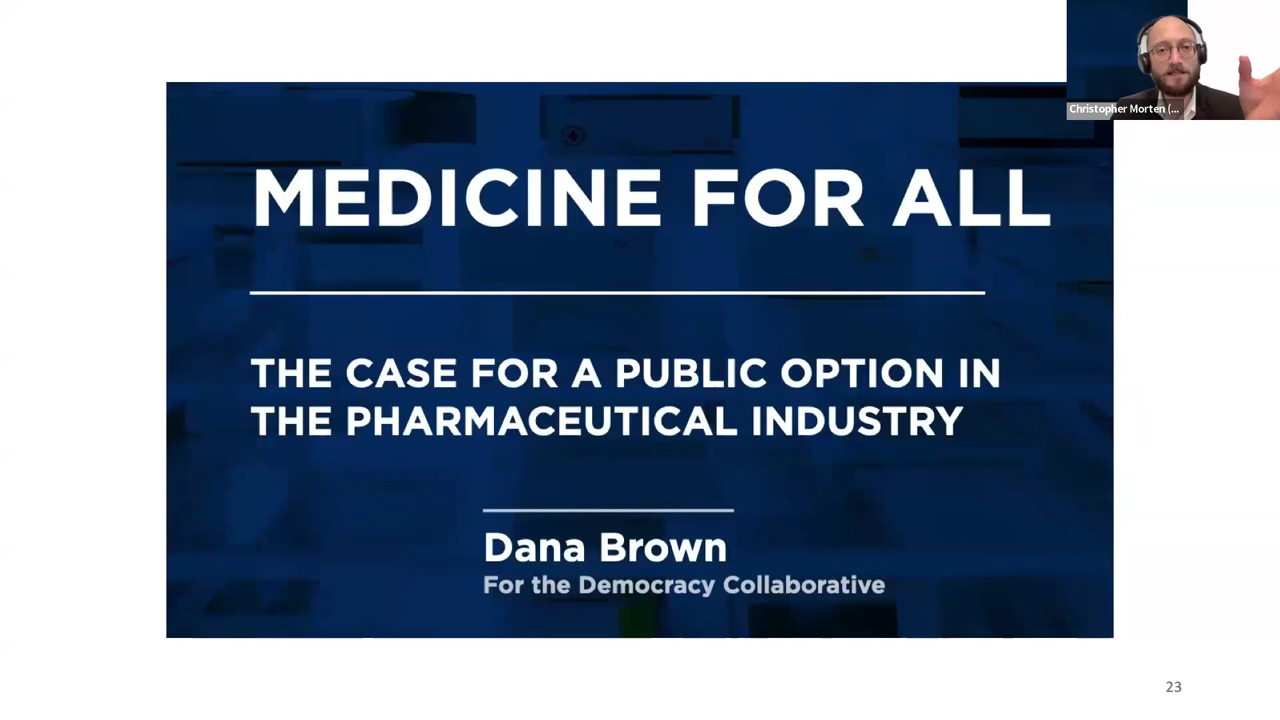 Christopher Morten (...
MEDICINE FOR ALL
THE CASE FOR A PUBLIC OPTION IN
THE PHARMACEUTICAL INDUSTRY
Dana Brown
For the Democracy Collaborative
23